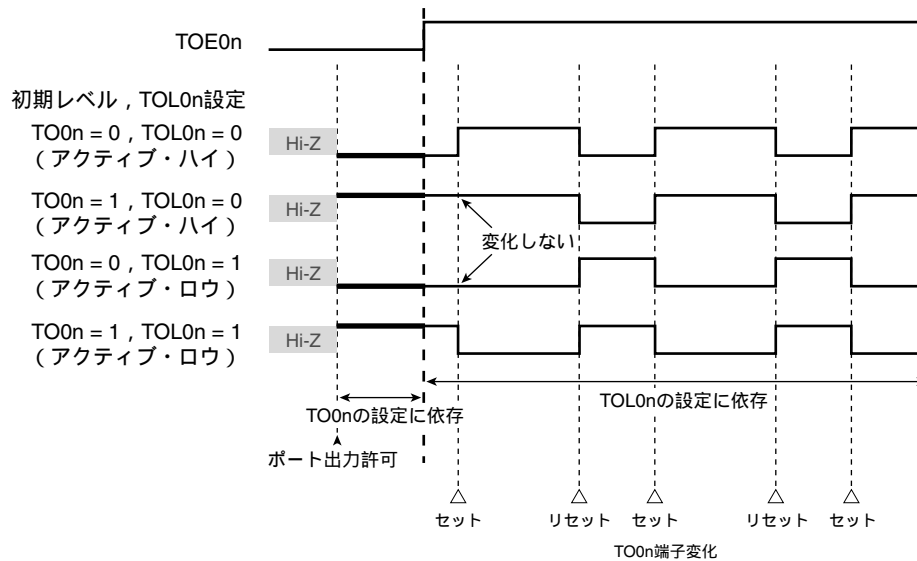 TOE0n
初期レベル，TOL0n設定
TO0n = 0，TOL0n = 0
（アクティブ・ハイ）
Hi-Z
TO0n = 1，TOL0n = 0
（アクティブ・ハイ）
Hi-Z
変化しない
TO0n = 0，TOL0n = 1
（アクティブ・ロウ）
Hi-Z
TO0n = 1，TOL0n = 1
（アクティブ・ロウ）
Hi-Z
TO0nの設定に依存
TOL0nの設定に依存
ポート出力許可
セット
リセット
セット
リセット
セット
TO0n端子変化